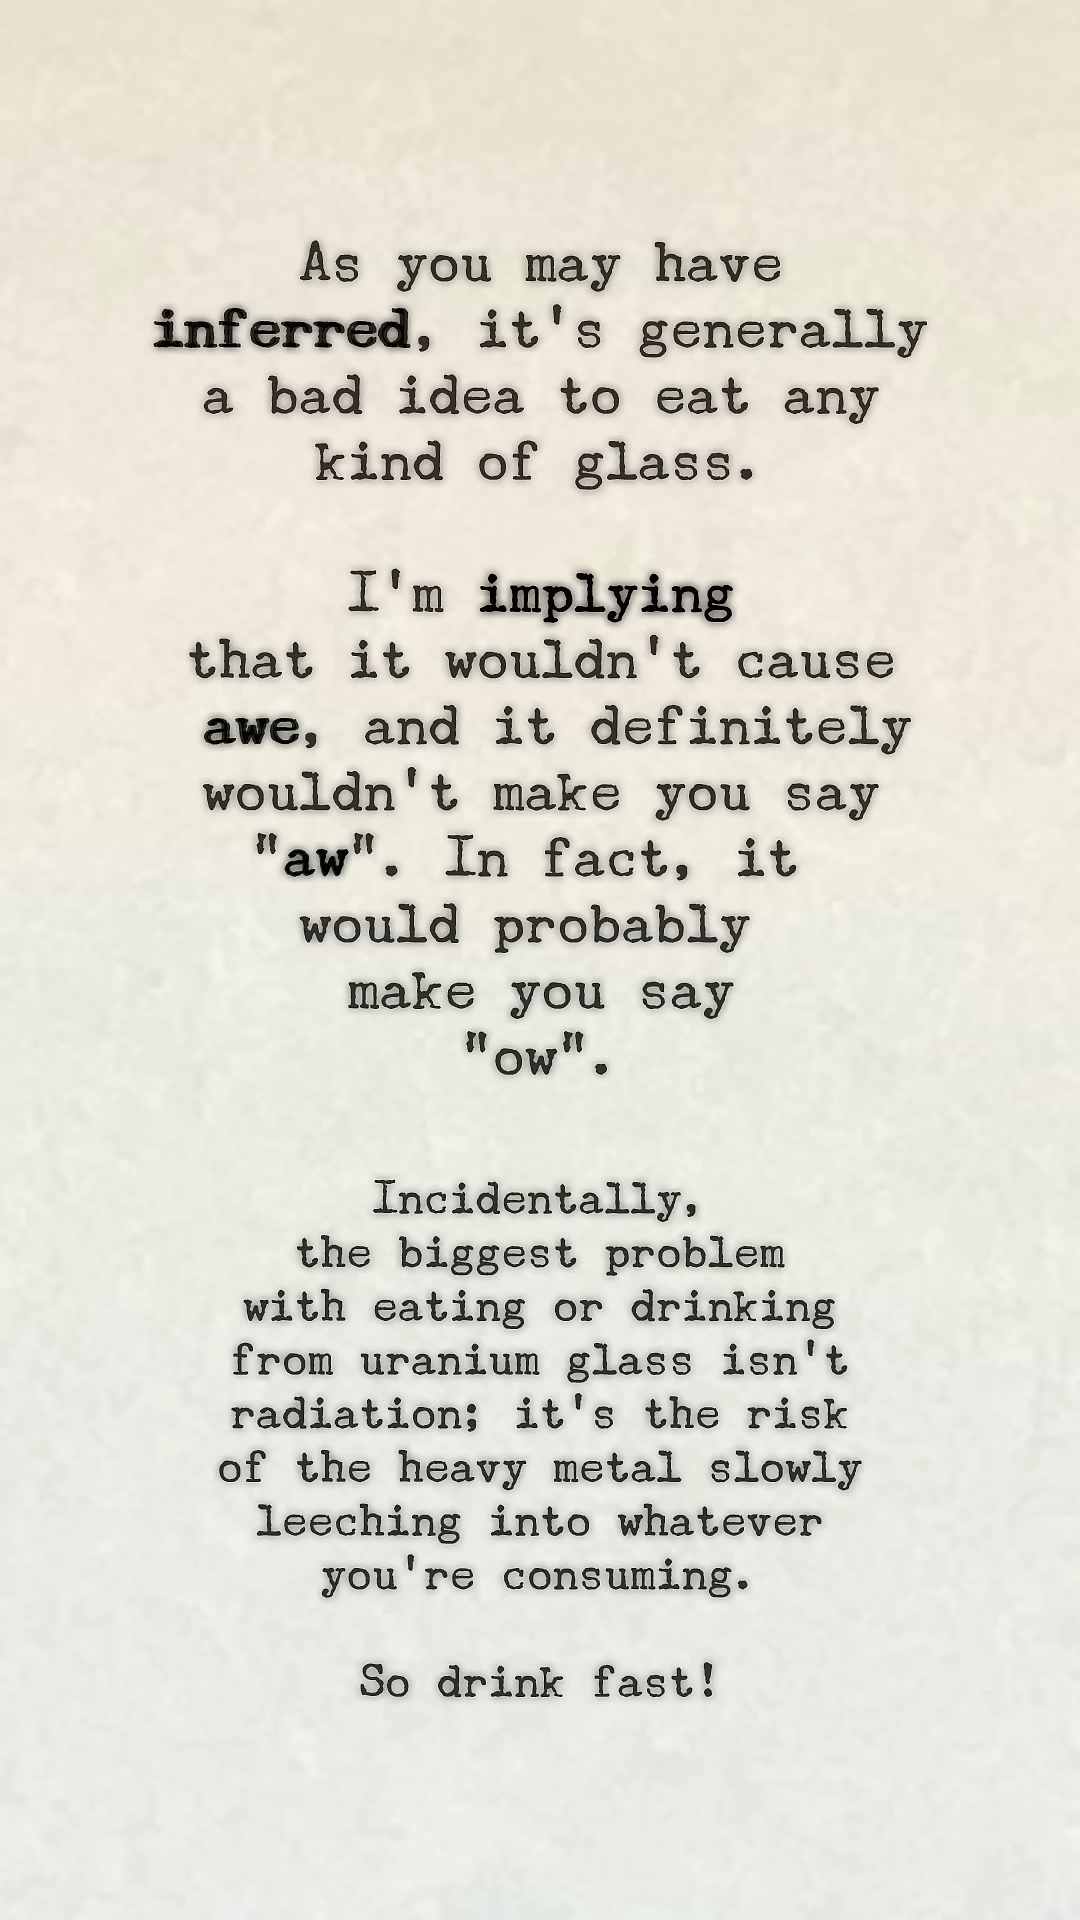 As you may have
inferred, it's generally
a bad idea to eat any
kind of glass.
I'm implying
that it wouldn't cause
awe, and it definitely
wouldn't make you say
"aw". In fact, it
would probably
make you say
"ow".
Incidentally,
the biggest problem
with eating or drinking
from uranium glass isn't
radiation; it's the risk
of the heavy metal slowly
leeching into whatever
you're consuming.
So drink fast!